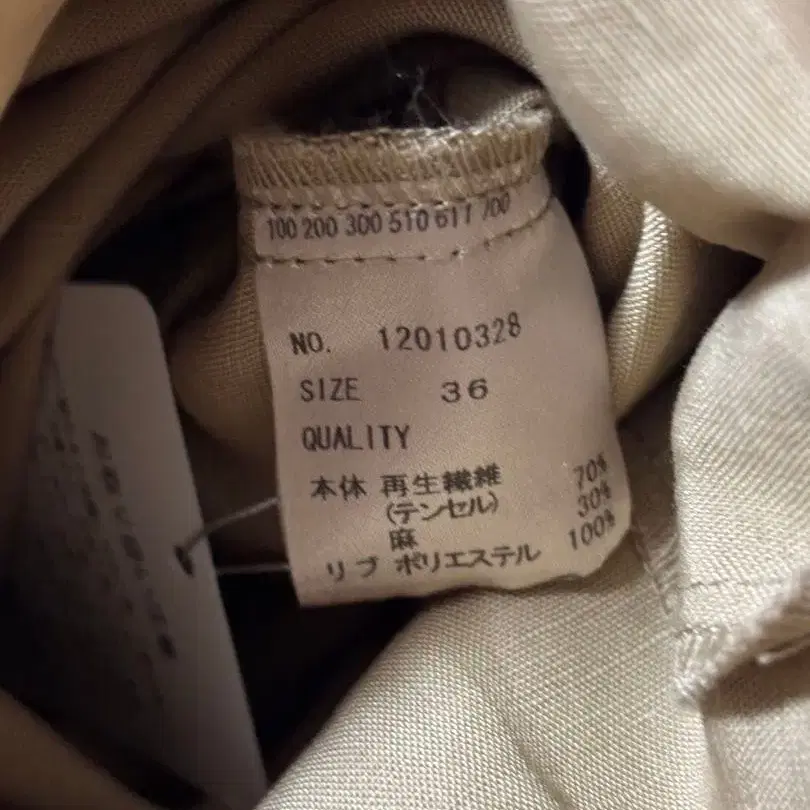 100 200 300 510 611 700
NO. 12010328
SIZE 36
QUALITY
本体 再生繊維 70%
(テンセル)
麻 30%
リブ ポリエステル 100%